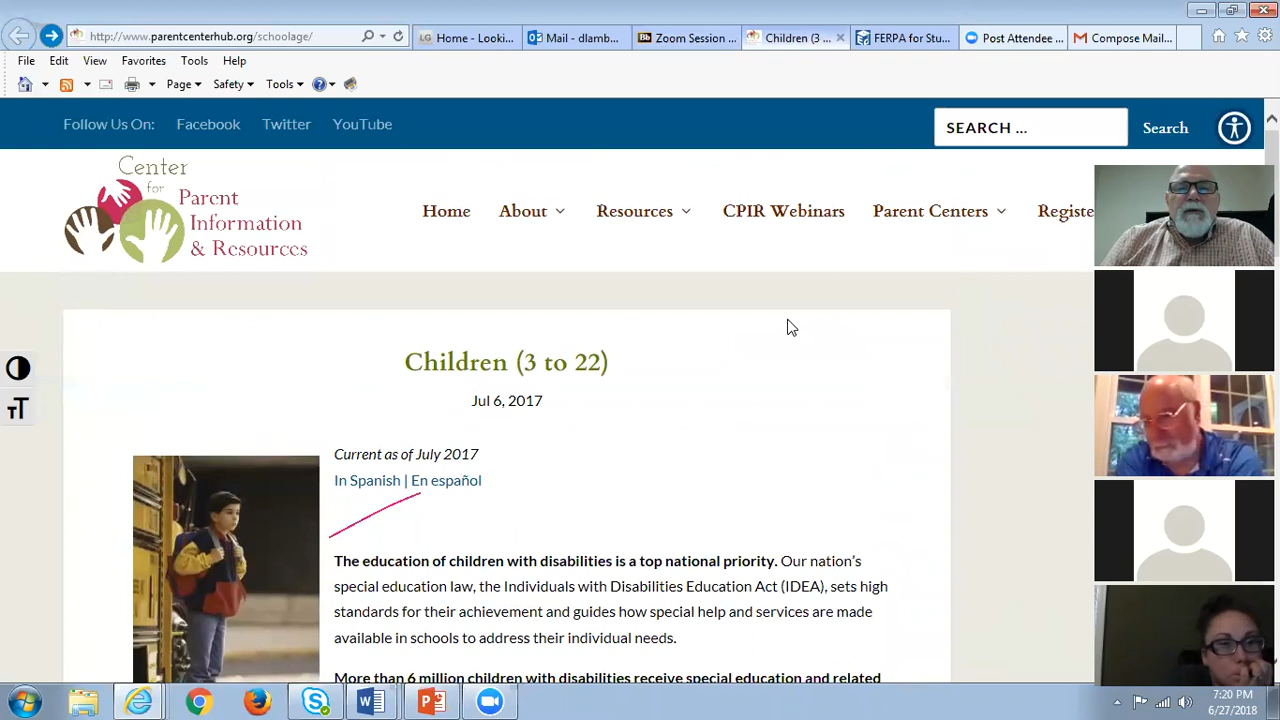 http://www.parentcenterhub.org/schoolage/
LG Home - Looki...
Mail - dlamb...
Bb Zoom Session ...
Children (3 ...
FERPA for Stu...
Post Attendee ...
Compose Mail...
File Edit View Favorites Tools Help
Page Safety Tools
Follow Us On: Facebook Twitter YouTube
SEARCH ... Search
Center
for
Parent
Information
& Resources
Home About Resources CPIR Webinars Parent Centers Registe
Children (3 to 22)
Jul 6, 2017
Current as of July 2017
In Spanish | En español
The education of children with disabilities is a top national priority. Our nation's
special education law, the Individuals with Disabilities Education Act (IDEA), sets high
standards for their achievement and guides how special help and services are made
available in schools to address their individual needs.
More than 6 million children with disabilities receive special education and related
7:20 PM
6/27/2018